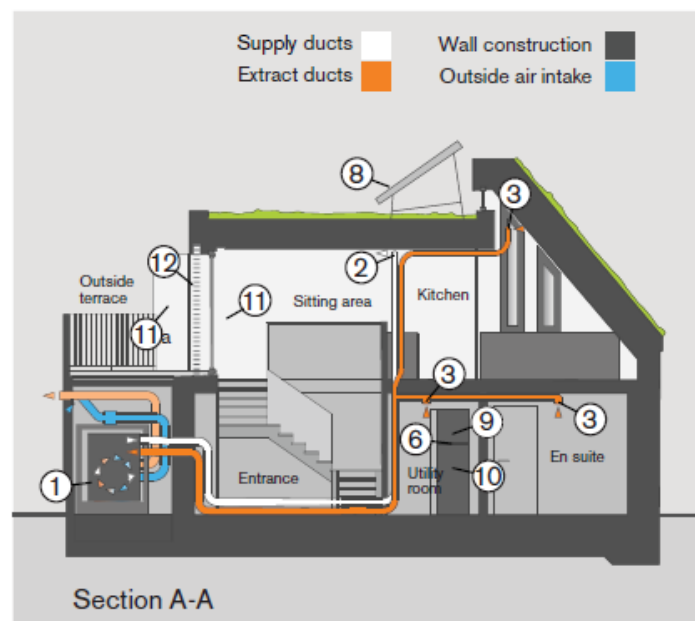 Supply ducts
Wall construction
Extract ducts
Outside air intake
8
3
12
2
Outside
terrace
11
Sitting area
Kitchen
11
a
3
3
9
6
1
Entrance
Utility
room
10
En suite
Section A-A